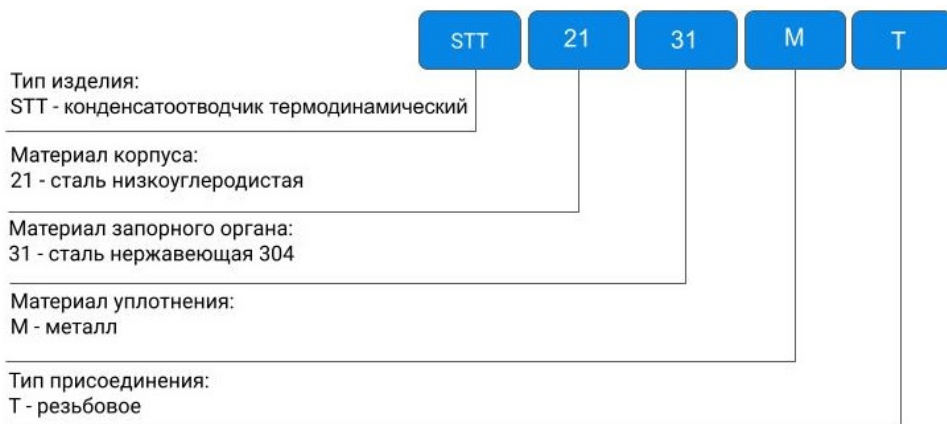 STT 21 31 M T
Тип изделия:
STT - конденсатоотводчик термодинамический
Материал корпуса:
21 - сталь низкоуглеродистая
Материал запорного органа:
31 - сталь нержавеющая 304
Материал уплотнения:
М - металл
Тип присоединения:
Т - резьбовое